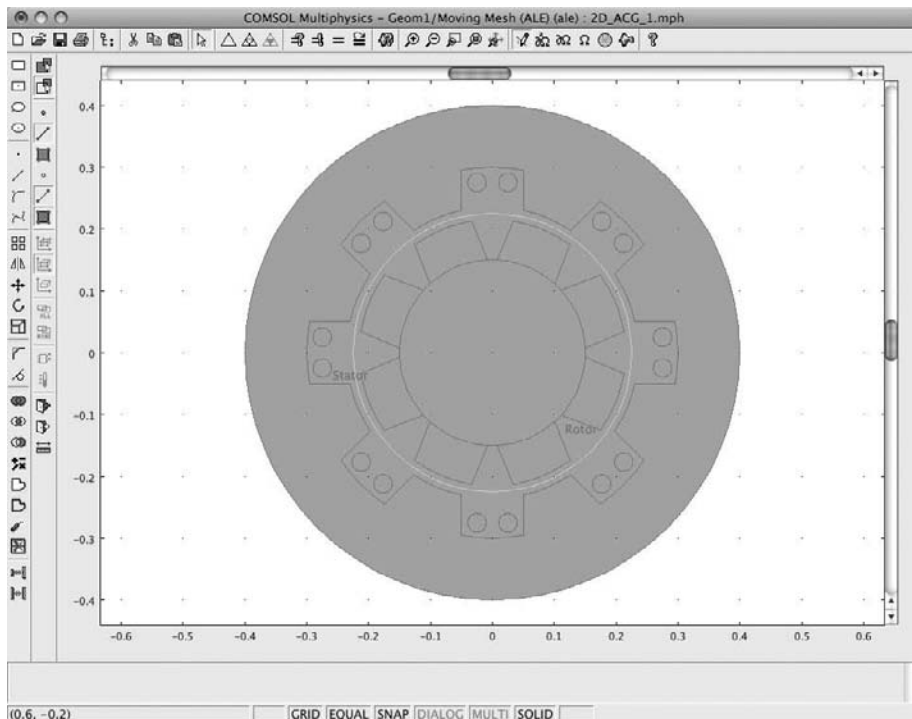 COMSOL Multiphysics - Geom1/Moving Mesh (ALE) (ale) : 2D_ACG_1.mph
0.4
0.3
0.2
0.1
0
-0.1
-0.2
-0.3
-0.4
Stator
Rotor
-0.6 -0.5 -0.4 -0.3 -0.2 -0.1 0 0.1 0.2 0.3 0.4 0.5 0.6
(0.6, -0.2) GRID EQUAL SNAP DIALOG MULTI SOLID